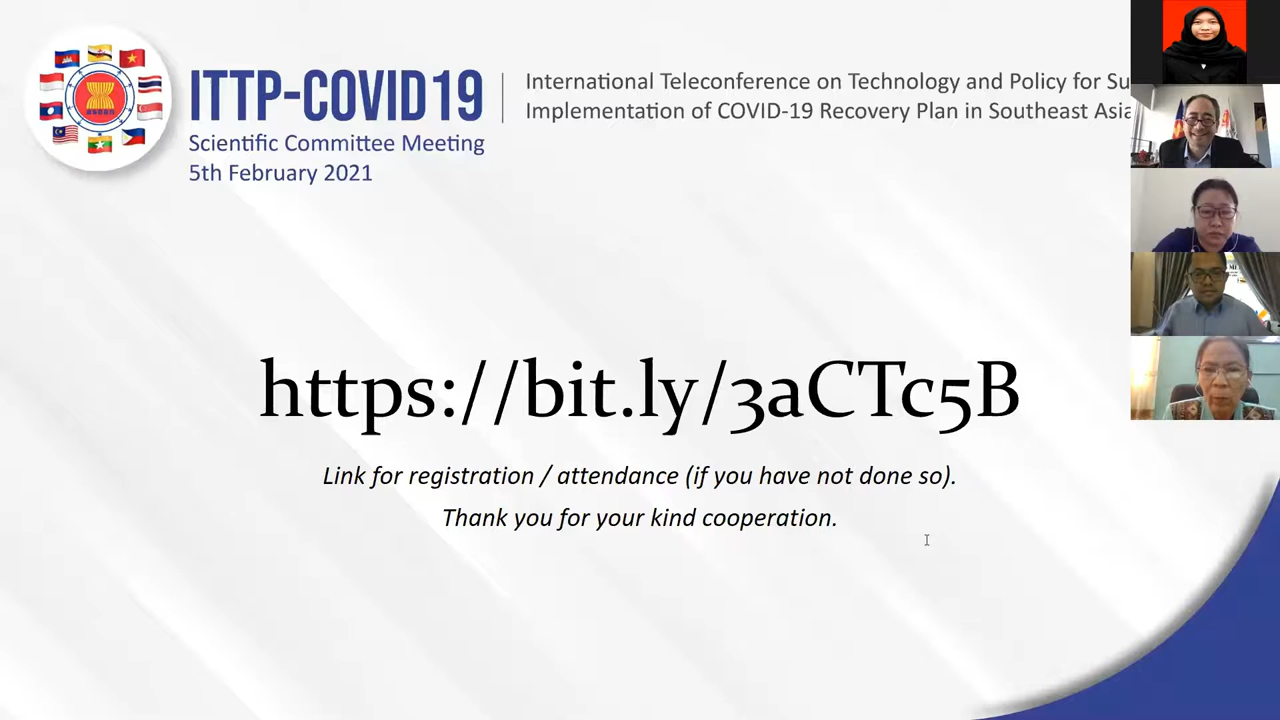 ITTP-COVID19
Scientific Committee Meeting
5th February 2021
International Teleconference on Technology and Policy for Su
Implementation of COVID-19 Recovery Plan in Southeast Asia
asean
https://bit.ly/3aCTc5B
Link for registration / attendance (if you have not done so).
Thank you for your kind cooperation.